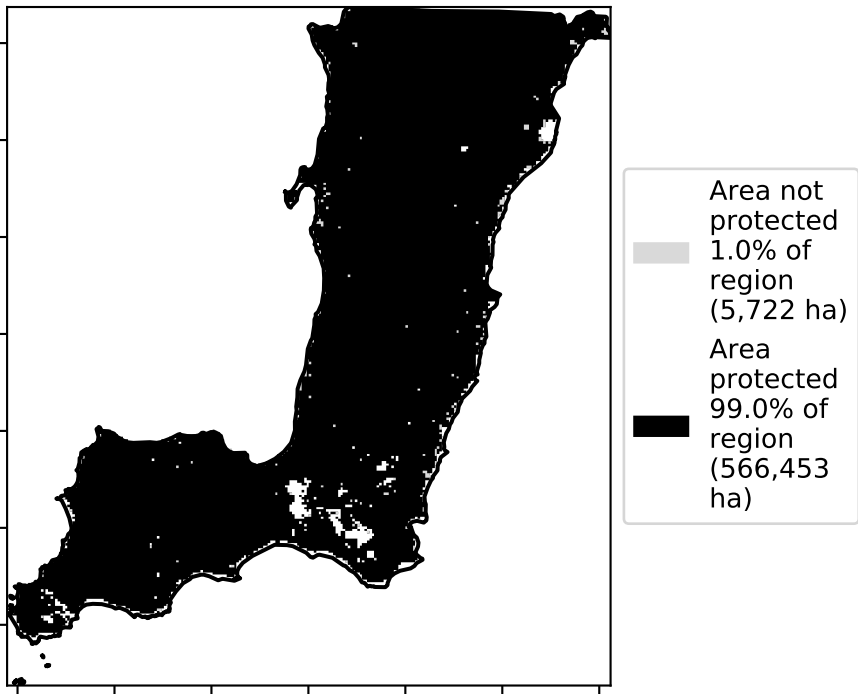 Area not
protected
1.0% of
region
(5,722 ha)
Area
protected
99.0% of
region
(566,453
ha)